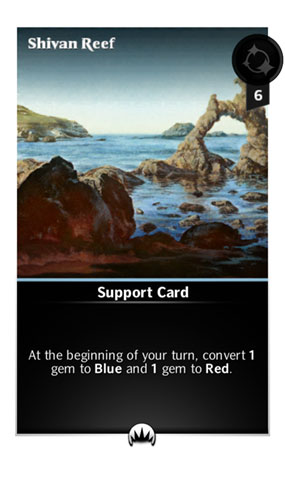 Shivan Reef
6
Support Card
At the beginning of your turn, convert 1
gem to Blue and 1 gem to Red.